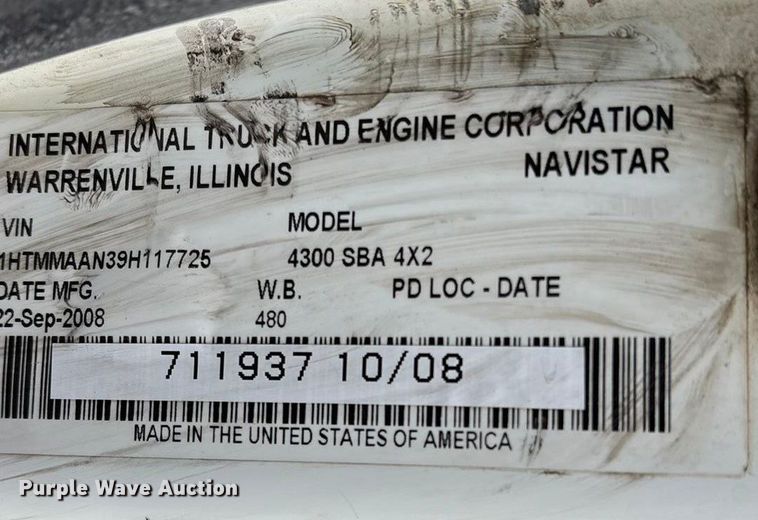 INTERNATIONAL TRUCK AND ENGINE CORPORATION
WARRENVILLE, ILLINOIS NAVISTAR
VIN MODEL
1HTMMAAN39H117725 4300 SBA 4X2
DATE MFG. W.B. PD LOC - DATE
22-Sep-2008 480
711937 10/08
MADE IN THE UNITED STATES OF AMERICA
Purple Wave Auction